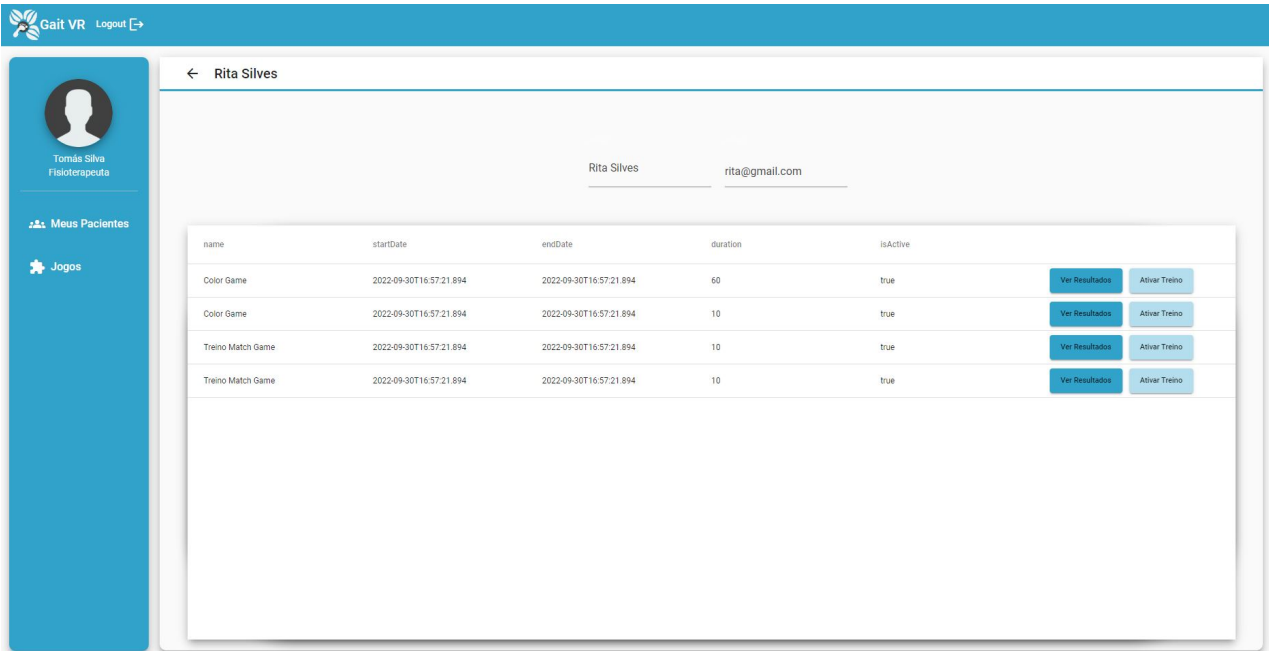 Gait VR Logout
Rita Silves
Tomás Silva
Fisioterapeuta
Meus Pacientes
Jogos
Rita Silves rita@gmail.com
name startDate endDate duration isActive
Color Game 2022-09-30T16:57:21.894 2022-09-30T16:57:21.894 60 true Ver Resultados Ativar Treino
Color Game 2022-09-30T16:57:21.894 2022-09-30T16:57:21.894 10 true Ver Resultados Ativar Treino
Treino Match Game 2022-09-30T16:57:21.894 2022-09-30T16:57:21.894 10 true Ver Resultados Ativar Treino
Treino Match Game 2022-09-30T16:57:21.894 2022-09-30T16:57:21.894 10 true Ver Resultados Ativar Treino